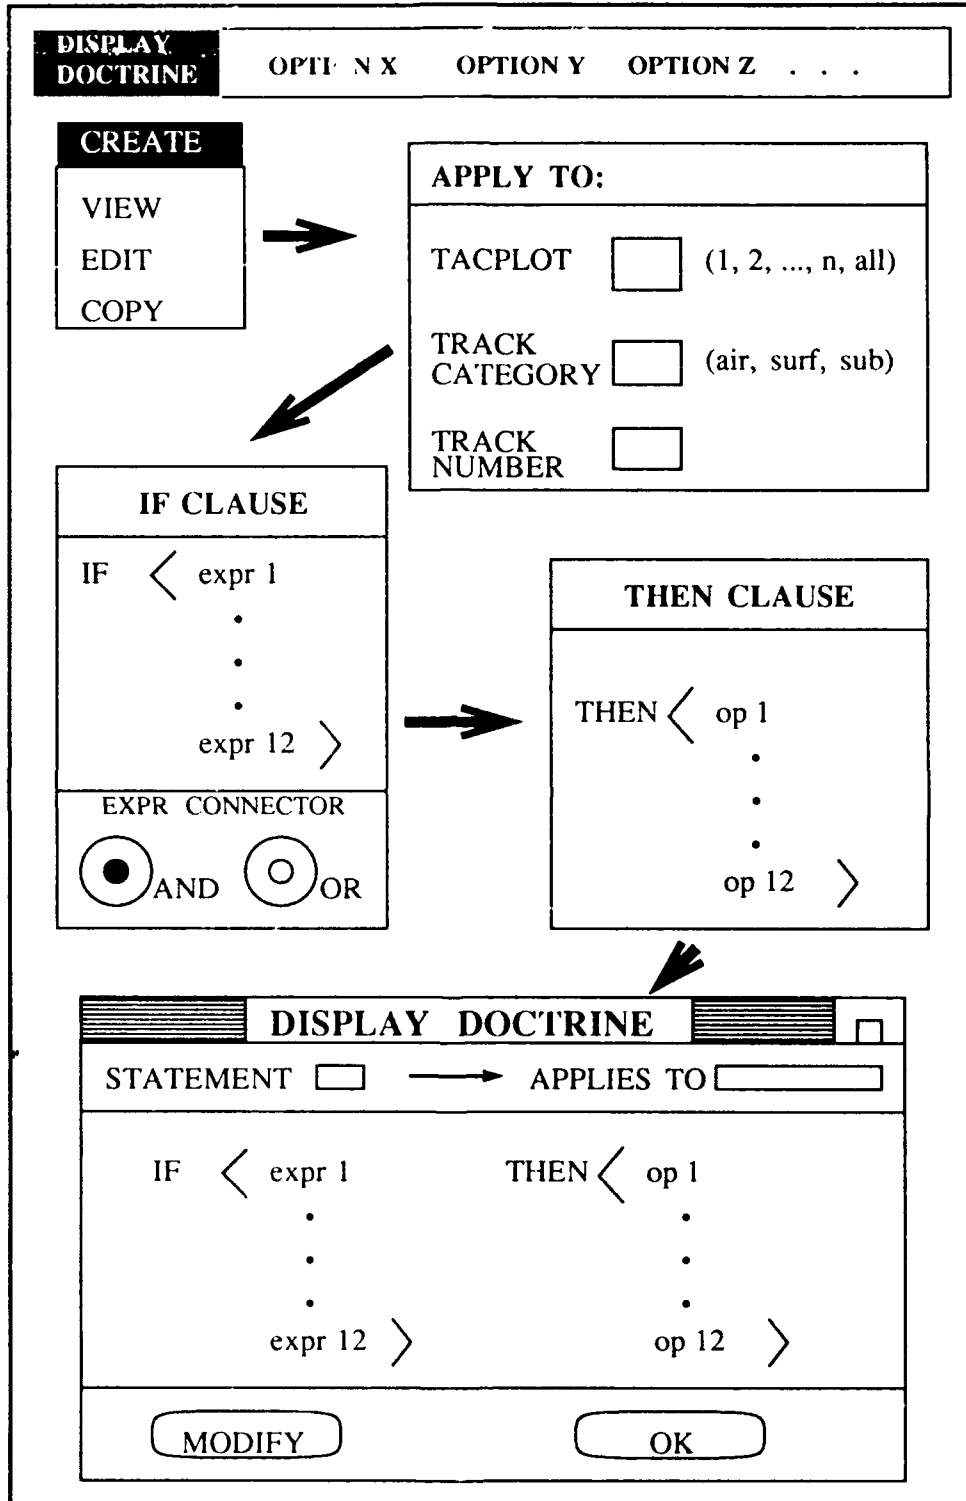 DISPLAY
DOCTRINE
OPTI N X OPTION Y OPTION Z . . .
CREATE
VIEW
EDIT
COPY
APPLY TO:
TACPLOT (1, 2, ..., n, all)
TRACK
CATEGORY (air, surf, sub)
TRACK
NUMBER
IF CLAUSE
IF < expr 1
.
.
.
expr 12 >
EXPR CONNECTOR
AND OR
THEN CLAUSE
THEN < op 1
.
.
.
op 12 >
DISPLAY DOCTRINE
STATEMENT → APPLIES TO
IF < expr 1 THEN < op 1
. .
. .
. .
expr 12 > op 12 >
MODIFY OK